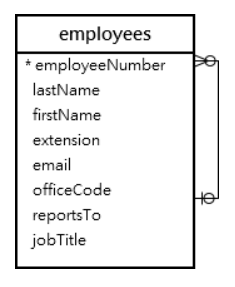 employees
* employeeNumber
lastName
firstName
extension
email
officeCode
reportsTo
jobTitle